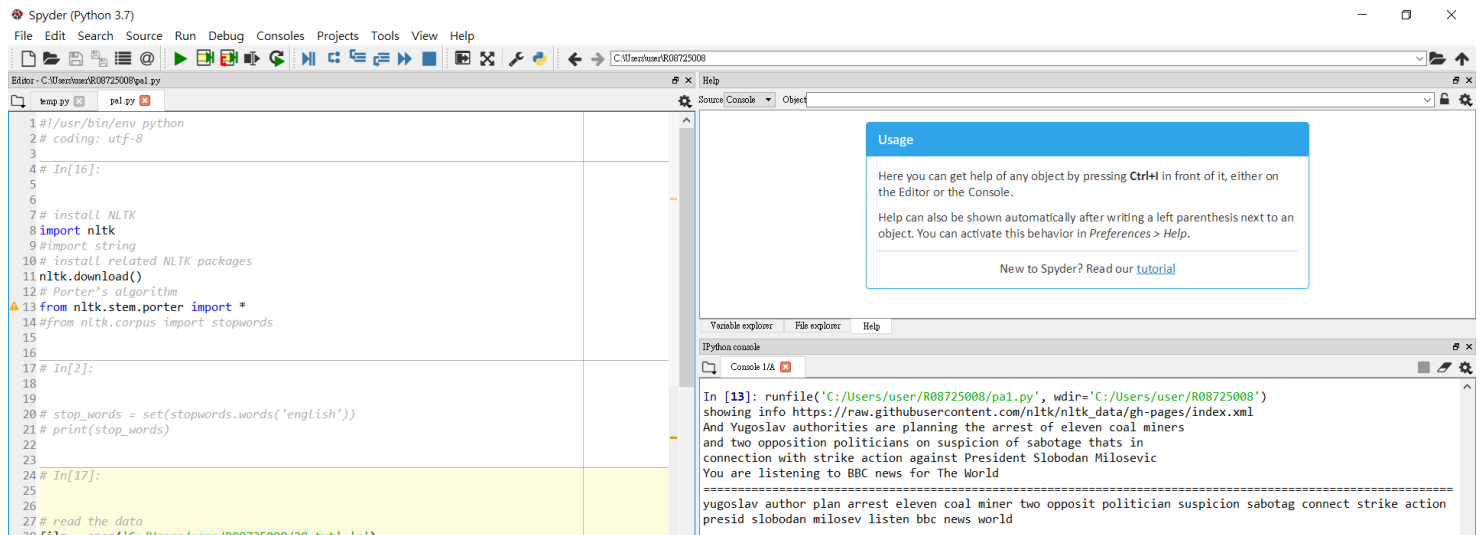 Spyder (Python 3.7)
File Edit Search Source Run Debug Consoles Projects Tools View Help
C:\Users\user\R08725008
Editor - C:\Users\user\R08725008\pa1.py
temp.py
pa1.py
1 #!/usr/bin/env python
2 # coding: utf-8
3
4 # In[16]:
5
6
7 # install NLTK
8 import nltk
9 #import string
10 # install related NLTK packages
11 nltk.download()
12 # Porter's algorithm
13 from nltk.stem.porter import *
14 #from nltk.corpus import stopwords
15
16
17 # In[2]:
18
19
20 # stop_words = set(stopwords.words('english'))
21 # print(stop_words)
22
23
24 # In[17]:
25
26
27 # read the data
Help
Source Console Object
Usage
Here you can get help of any object by pressing Ctrl+I in front of it, either on
the Editor or the Console.
Help can also be shown automatically after writing a left parenthesis next to an
object. You can activate this behavior in Preferences > Help.
New to Spyder? Read our tutorial
Variable explorer File explorer Help
IPython console
Console 1/A
In [13]: runfile('C:/Users/user/R08725008/pa1.py', wdir='C:/Users/user/R08725008')
showing info https://raw.githubusercontent.com/nltk/nltk_data/gh-pages/index.xml
And Yugoslav authorities are planning the arrest of eleven coal miners
and two opposition politicians on suspicion of sabotage thats in
connection with strike action against President Slobodan Milosevic
You are listening to BBC news for The World
==============================================================================================================
yugoslav author plan arrest eleven coal miner two opposit politician suspicion sabotag connect strike action
presid slobodan milosev listen bbc news world